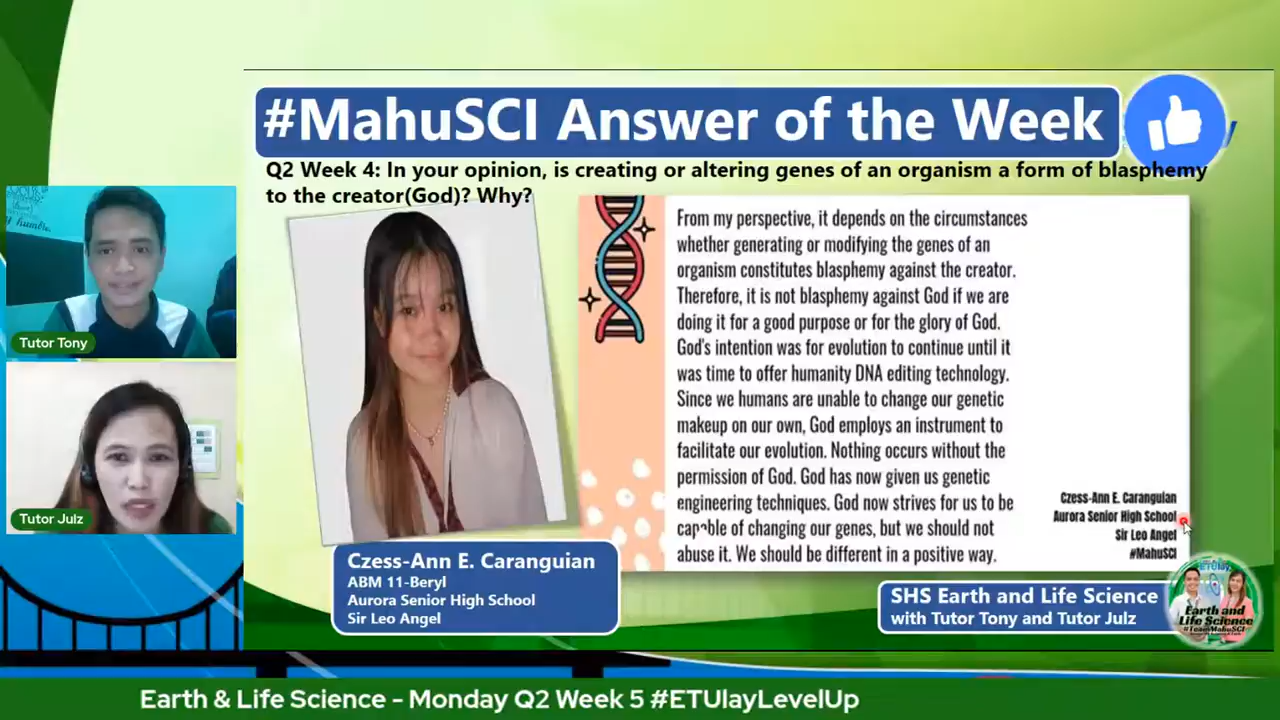 #MahuSCI Answer of the Week
Q2 Week 4: In your opinion, is creating or altering genes of an organism a form of blasphemy
to the creator(God)? Why?
humble.
Tutor Tony
Tutor Julz
From my perspective, it depends on the circumstances
whether generating or modifying the genes of an
organism constitutes blasphemy against the creator.
Therefore, it is not blasphemy against God if we are
doing it for a good purpose or for the glory of God.
God's intention was for evolution to continue until it
was time to offer humanity DNA editing technology.
Since we humans are unable to change our genetic
makeup on our own, God employs an instrument to
facilitate our evolution. Nothing occurs without the
permission of God. God has now given us genetic
engineering techniques. God now strives for us to be
capable of changing our genes, but we should not
abuse it. We should be different in a positive way.
Czess-Ann E. Caranguian
Aurora Senior High School
Sir Leo Angel
#MahuSCI
Czess-Ann E. Caranguian
ABM 11-Beryl
Aurora Senior High School
Sir Leo Angel
SHS Earth and Life Science
with Tutor Tony and Tutor Julz
ETUlay
Earth and
Life Science
#TeamMahuSCI
Earth & Life Science - Monday Q2 Week 5 #ETUlayLevelUp